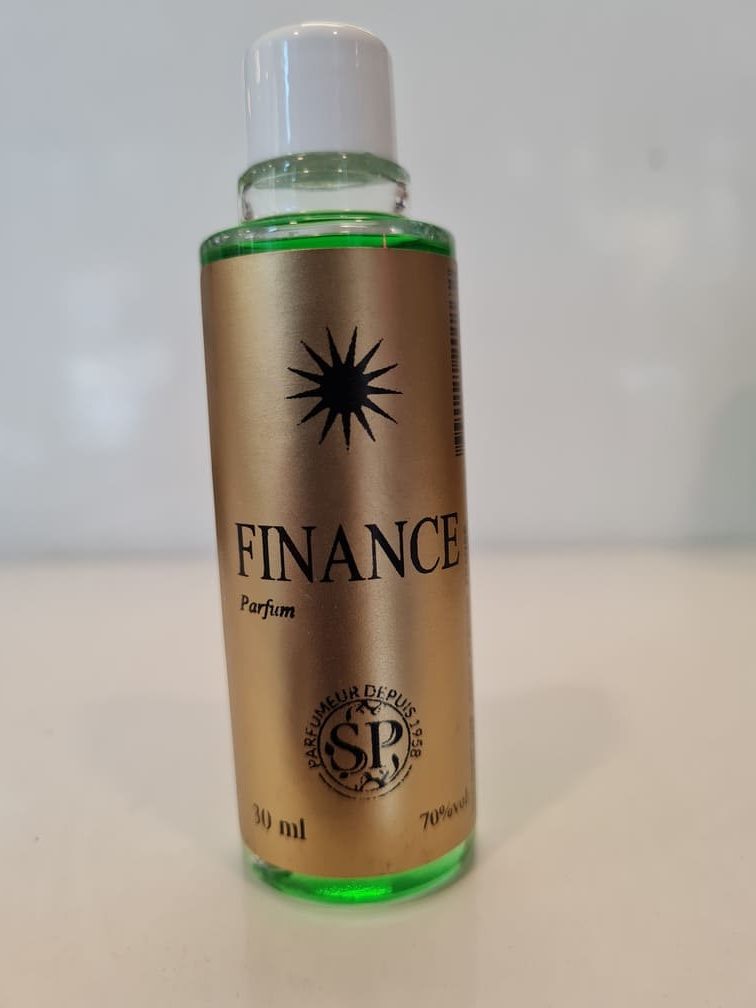 FINANCE
Parfum
PARFUMEUR DEPUIS 1958
SP
30 ml
70%vol